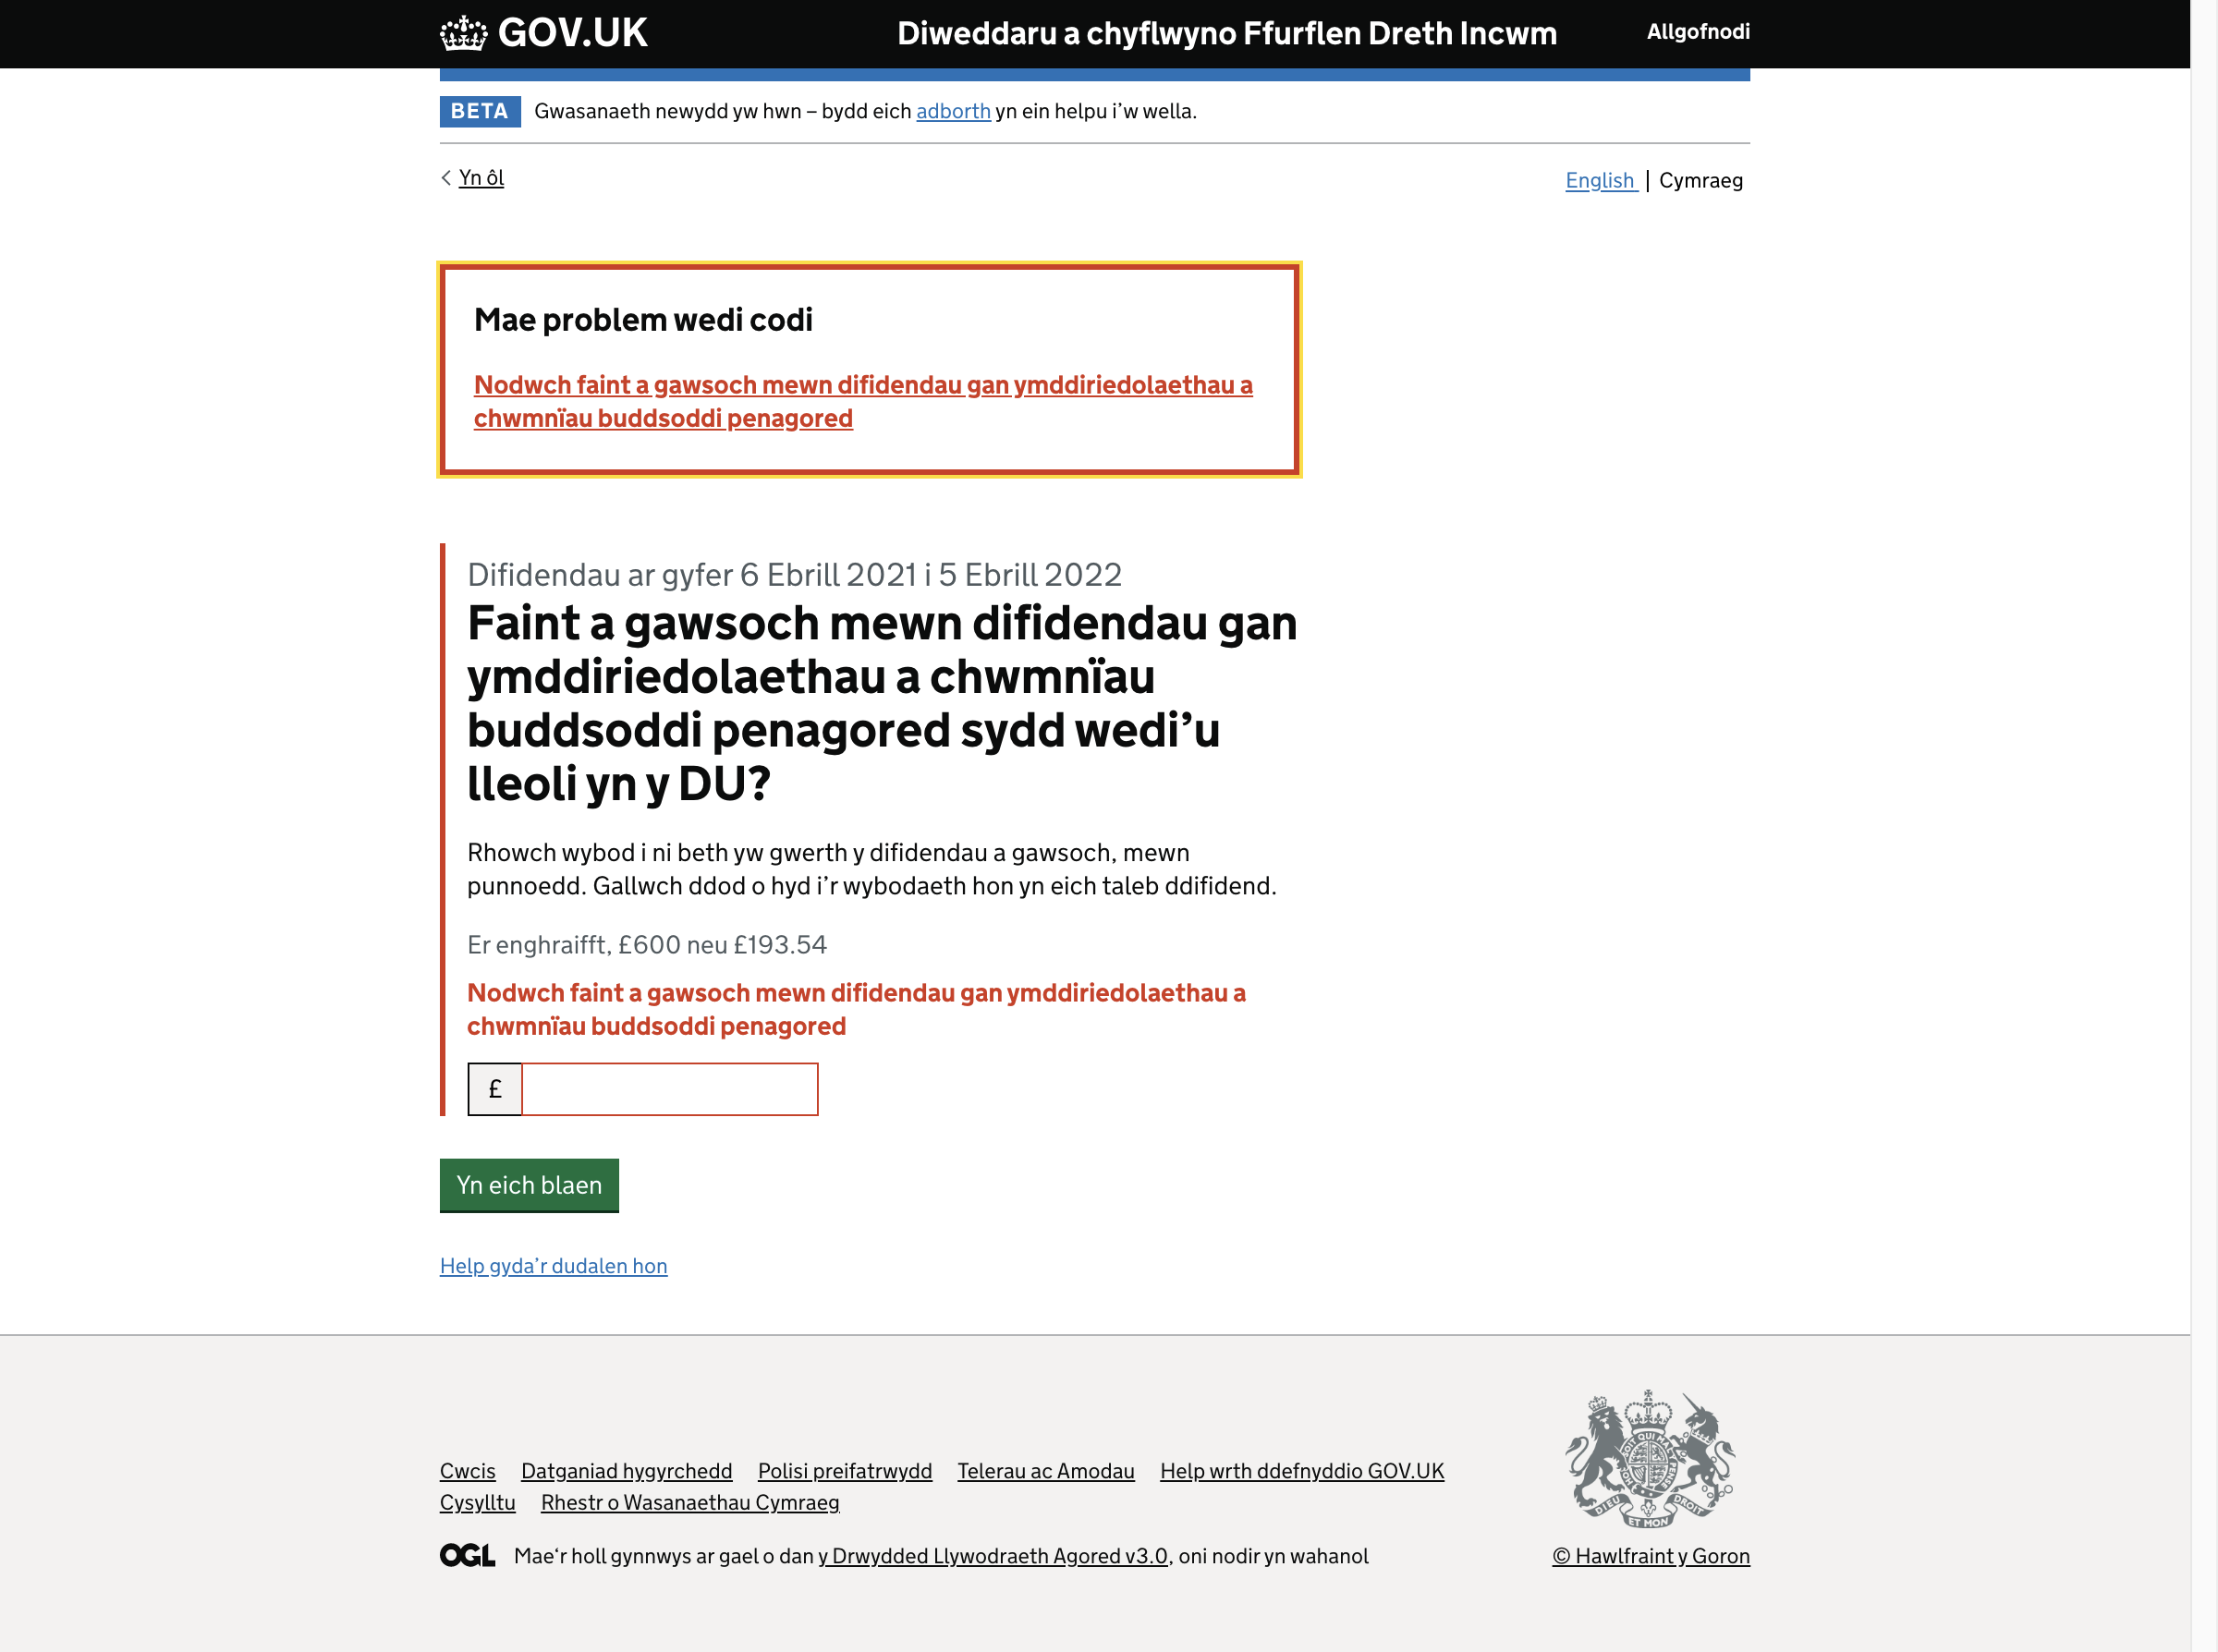 GOV.UK
Diweddaru a chyflwyno Ffurflen Dreth Incwm
Allgofnodi
BETA
Gwasanaeth newydd yw hwn – bydd eich adborth yn ein helpu i’w wella.
Yn ôl
English | Cymraeg
Mae problem wedi codi
Nodwch faint a gawsoch mewn difidendau gan ymddiriedolaethau a
chwmnïau buddsoddi penagored
Difidendau ar gyfer 6 Ebrill 2021 i 5 Ebrill 2022
Faint a gawsoch mewn difidendau gan
ymddiriedolaethau a chwmnïau
buddsoddi penagored sydd wedi’u
lleoli yn y DU?
Rhowch wybod i ni beth yw gwerth y difidendau a gawsoch, mewn
punnoedd. Gallwch ddod o hyd i’r wybodaeth hon yn eich taleb ddifidend.
Er enghraifft, £600 neu £193.54
Nodwch faint a gawsoch mewn difidendau gan ymddiriedolaethau a
chwmnïau buddsoddi penagored
£
Yn eich blaen
Help gyda’r dudalen hon
Cwcis Datganiad hygyrchedd Polisi preifatrwydd Telerau ac Amodau Help wrth ddefnyddio GOV.UK
Cysylltu Rhestr o Wasanaethau Cymraeg
OGL Mae‘r holl gynnwys ar gael o dan y Drwydded Llywodraeth Agored v3.0, oni nodir yn wahanol
DIEU ET MON DROIT
© Hawlfraint y Goron